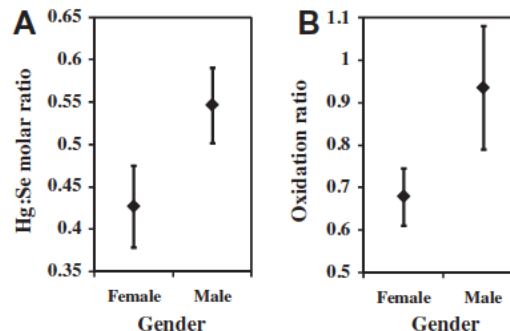 A
Hg:Se molar ratio
0.65
0.6
0.55
0.5
0.45
0.4
0.35
Female Male
Gender
B
Oxidation ratio
1.1
1
0.9
0.8
0.7
0.6
0.5
Female Male
Gender